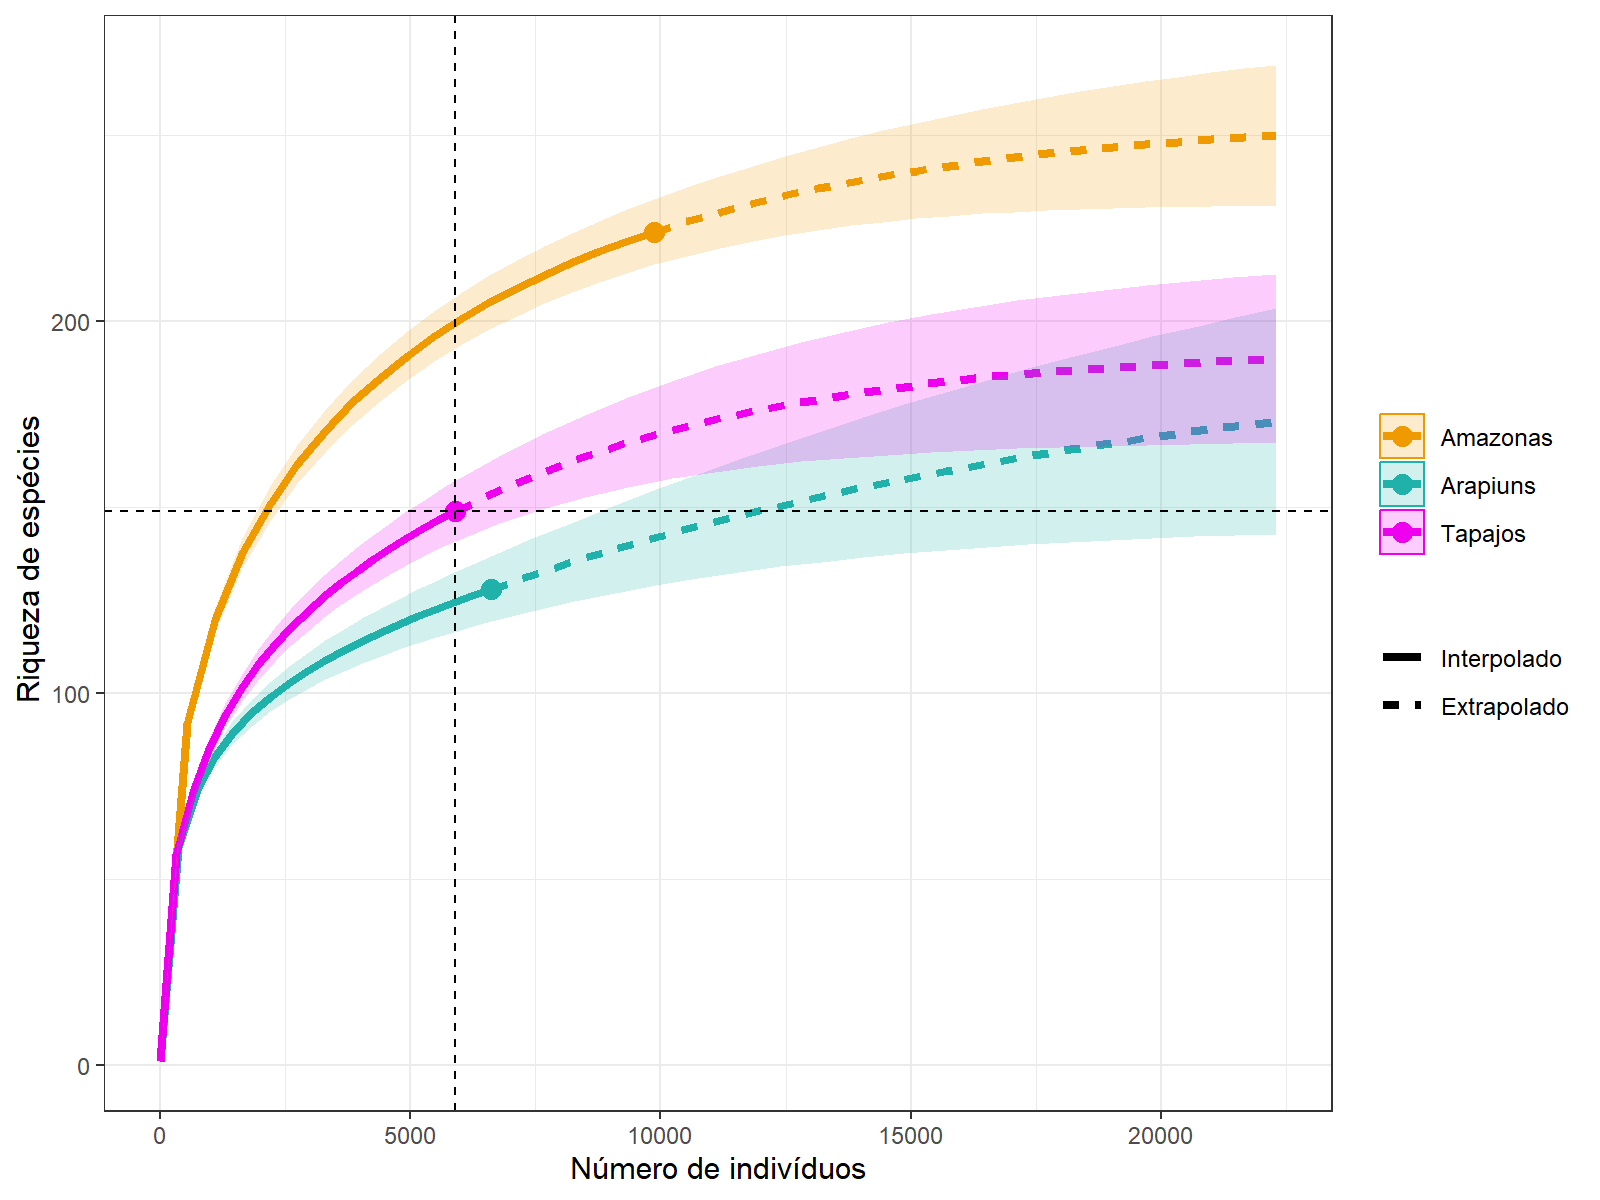 Riqueza de espécies
200
100
0
0 5000 10000 15000 20000
Número de indivíduos
Amazonas
Arapiuns
Tapajos
Interpolado
Extrapolado